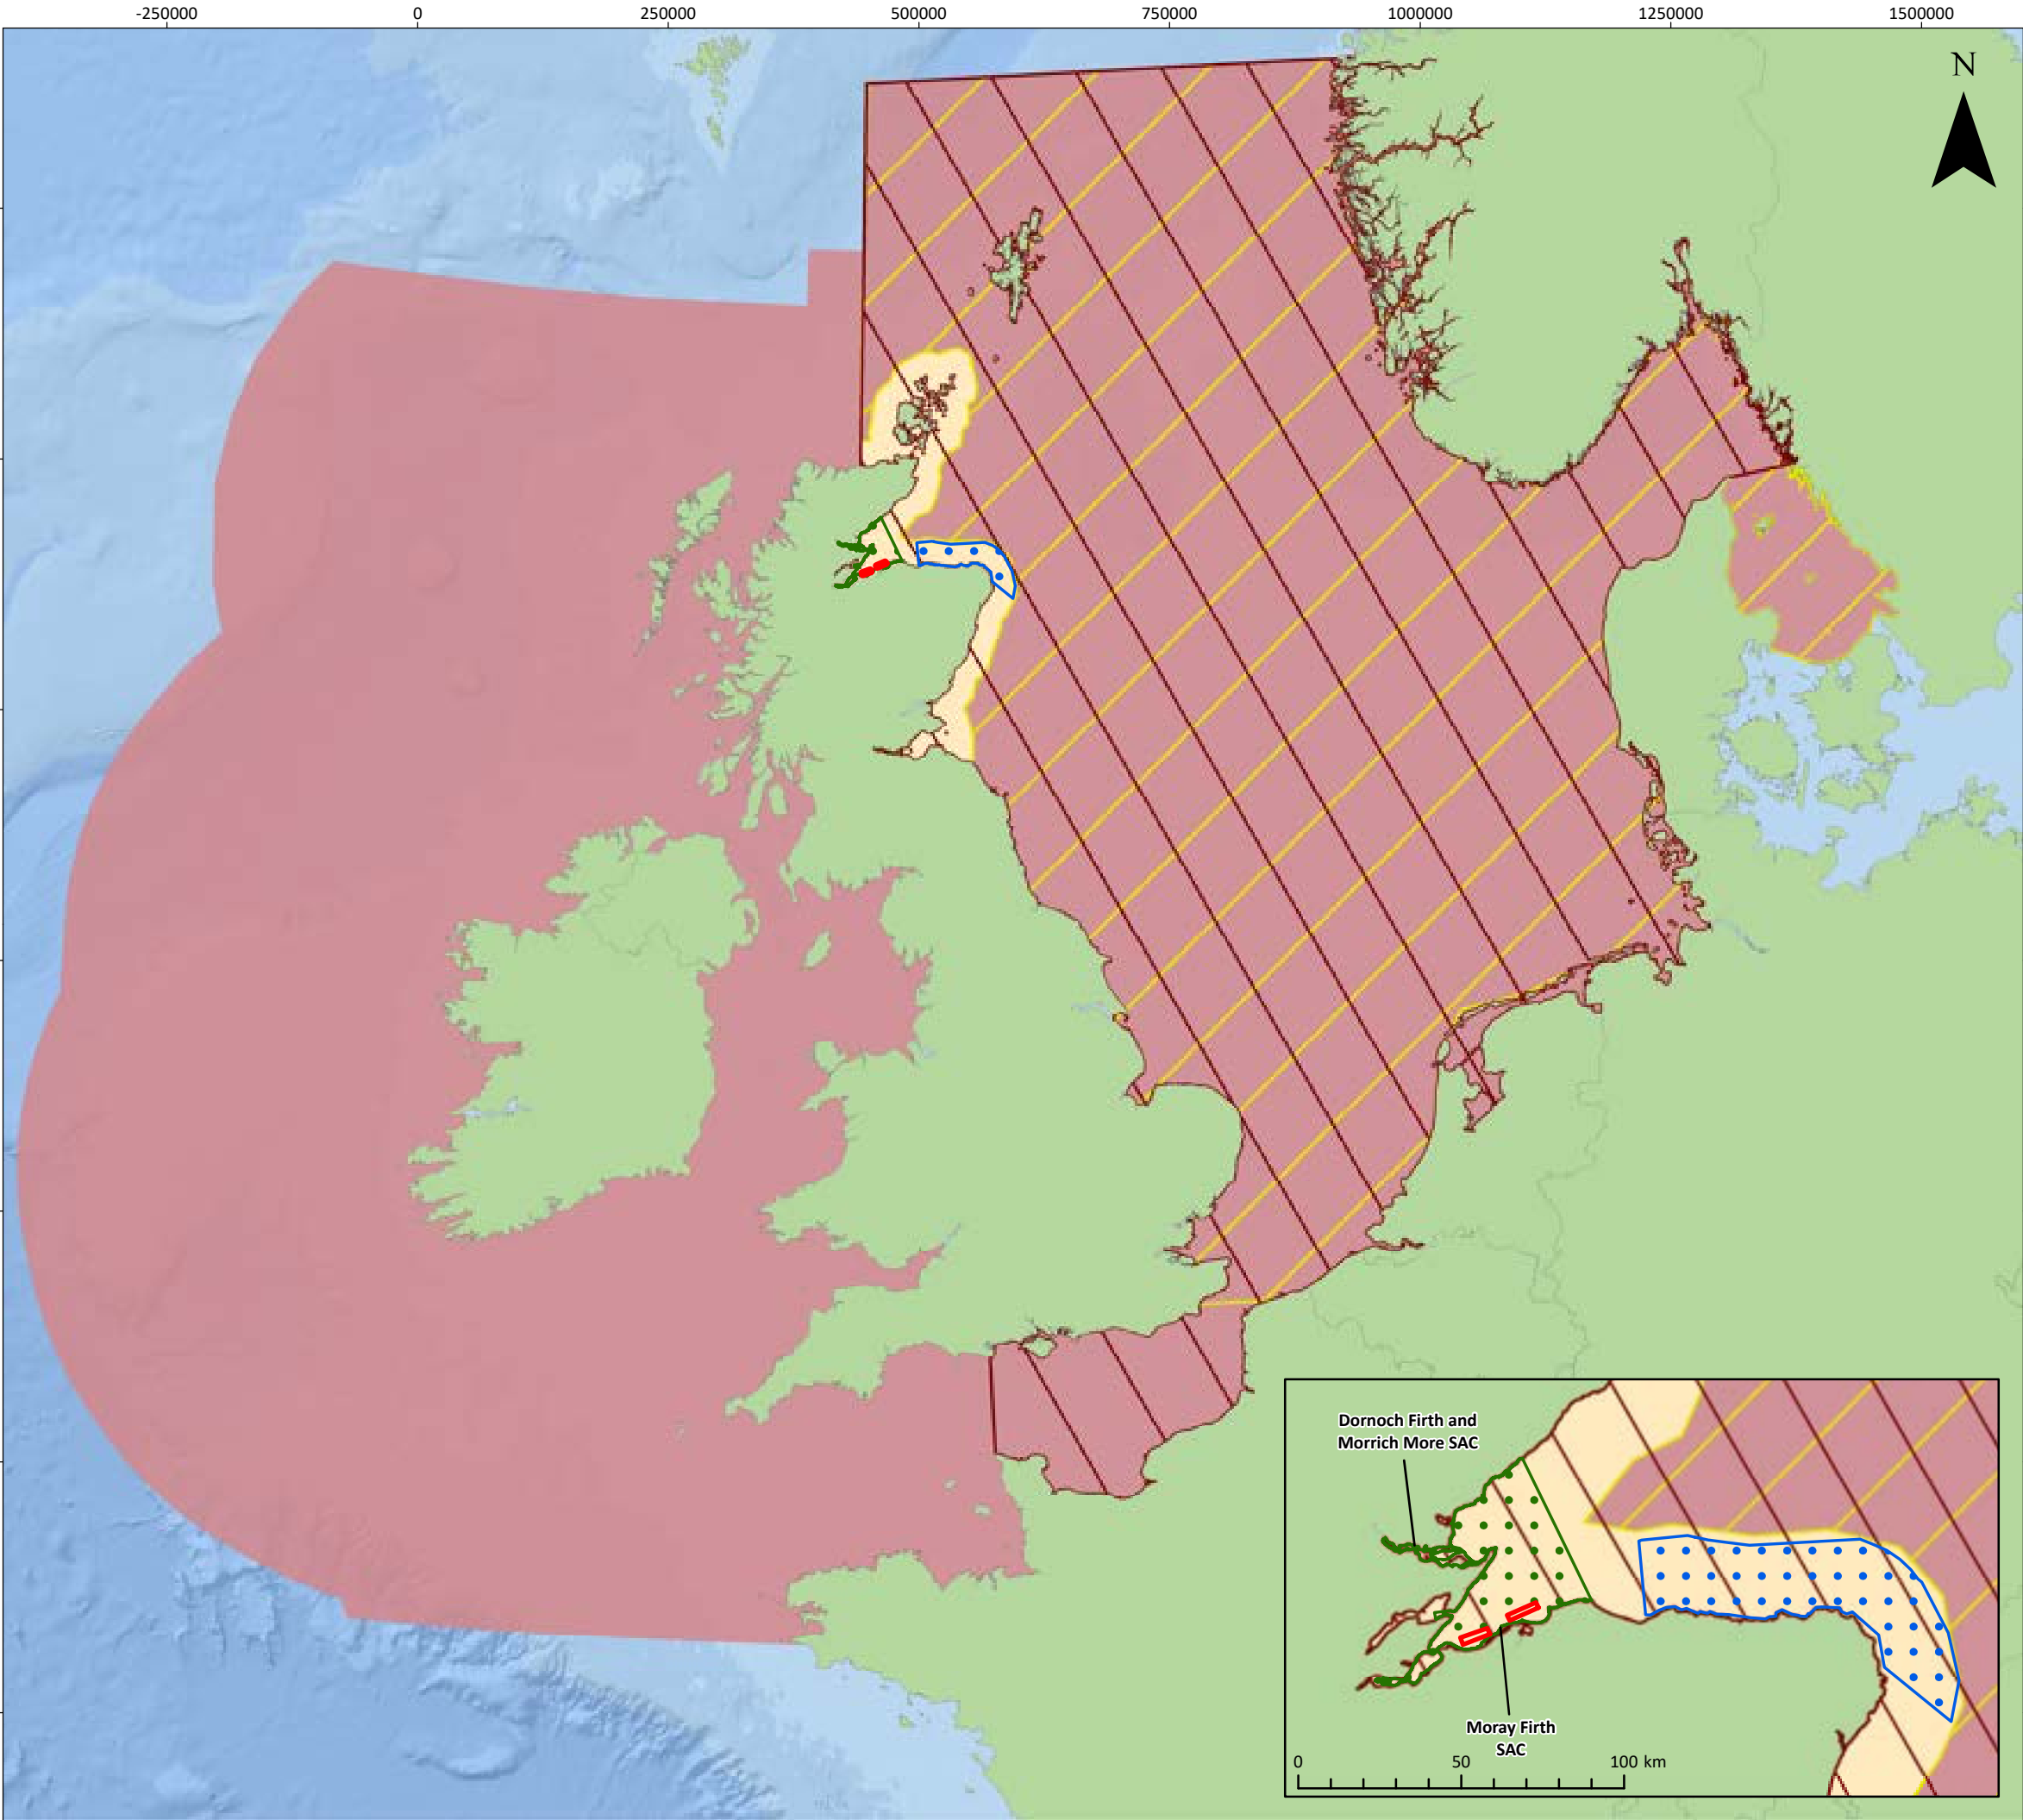 -250000 0 250000 500000 750000 1000000 1250000 1500000
N
Dornoch Firth and
Morrich More SAC
Moray Firth
SAC
0 50 100 km